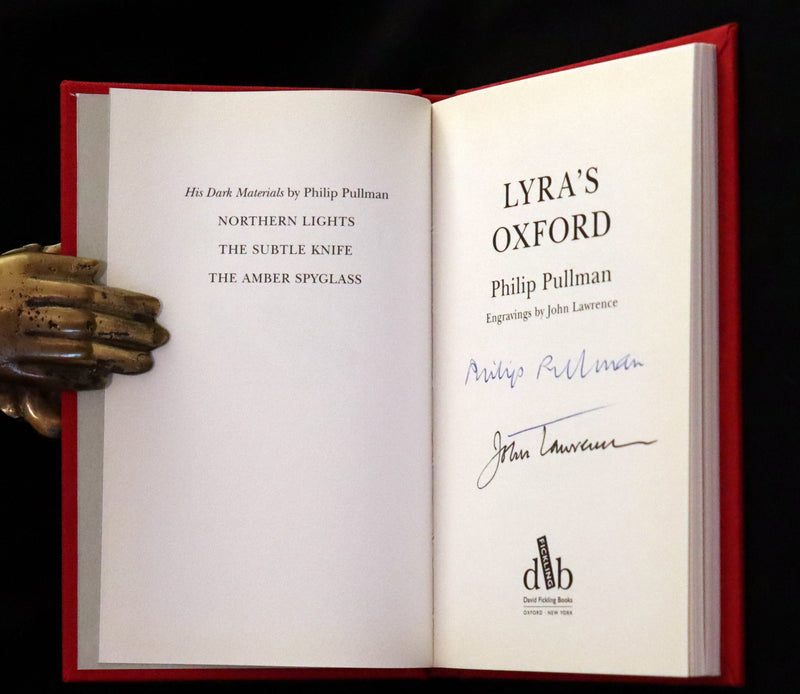 His Dark Materials by Philip Pullman
NORTHERN LIGHTS
THE SUBTLE KNIFE
THE AMBER SPYGLASS
LYRA'S
OXFORD
Philip Pullman
Engravings by John Lawrence
Philip Pullman
John Lawrence
FICKLING
dfb
David Fickling Books
OXFORD · NEW YORK